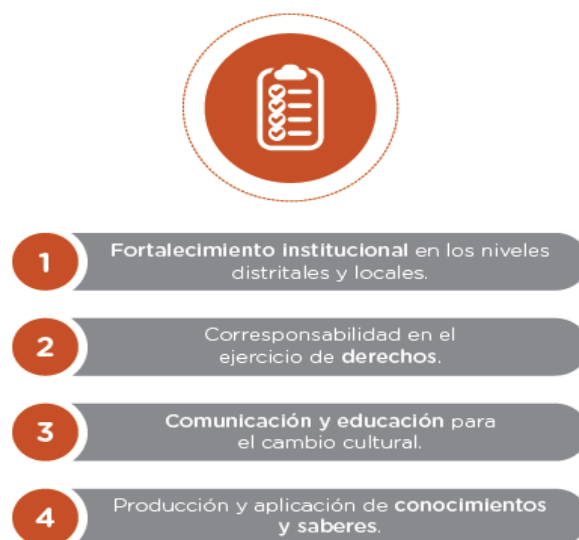 1
Fortalecimiento institucional en los niveles
distritales y locales.
2
Corresponsabilidad en el
ejercicio de derechos.
3
Comunicación y educación para
el cambio cultural.
4
Producción y aplicación de conocimientos
y saberes.